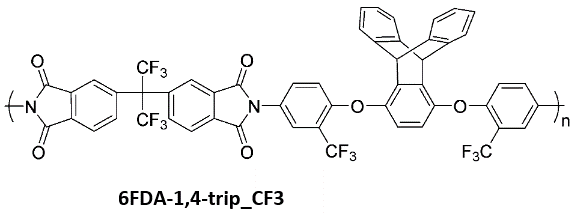 O O CF3 O
N N O O
CF3 CF3 F3C n
O O
6FDA-1,4-trip_CF3